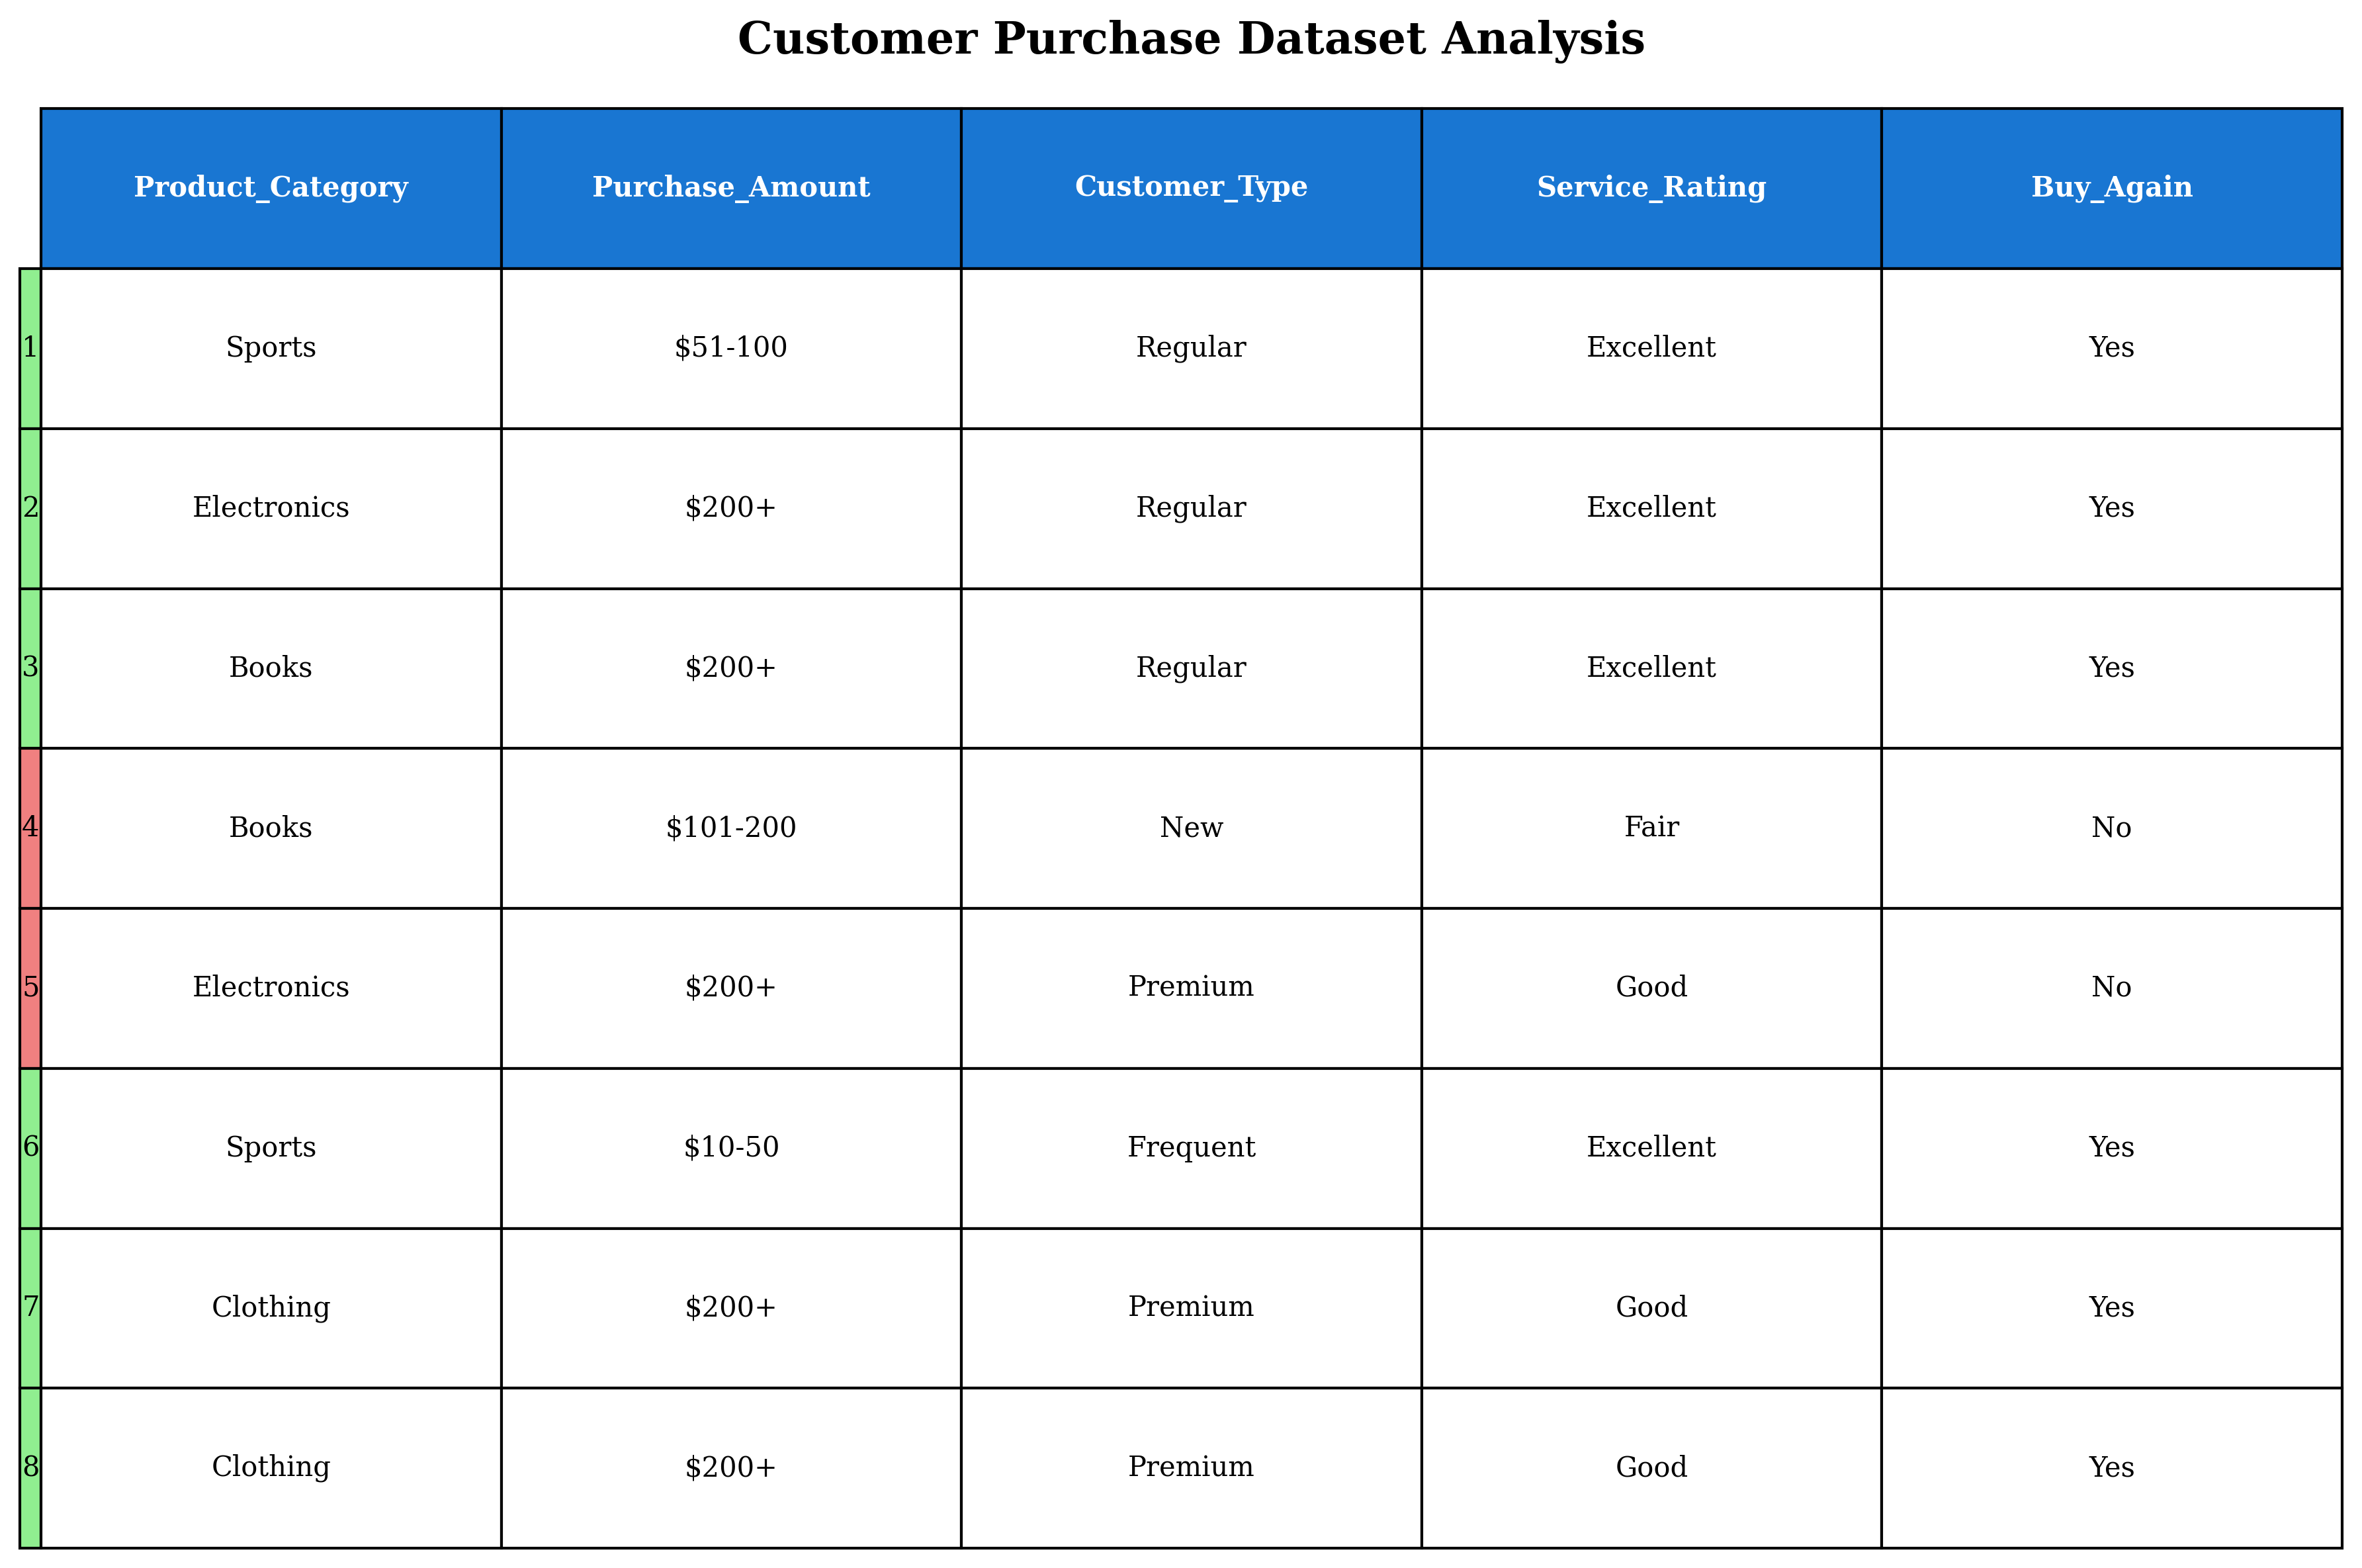 Customer Purchase Dataset Analysis
Product_Category Purchase_Amount Customer_Type Service_Rating Buy_Again
1 Sports $51-100 Regular Excellent Yes
2 Electronics $200+ Regular Excellent Yes
3 Books $200+ Regular Excellent Yes
4 Books $101-200 New Fair No
5 Electronics $200+ Premium Good No
6 Sports $10-50 Frequent Excellent Yes
7 Clothing $200+ Premium Good Yes
8 Clothing $200+ Premium Good Yes